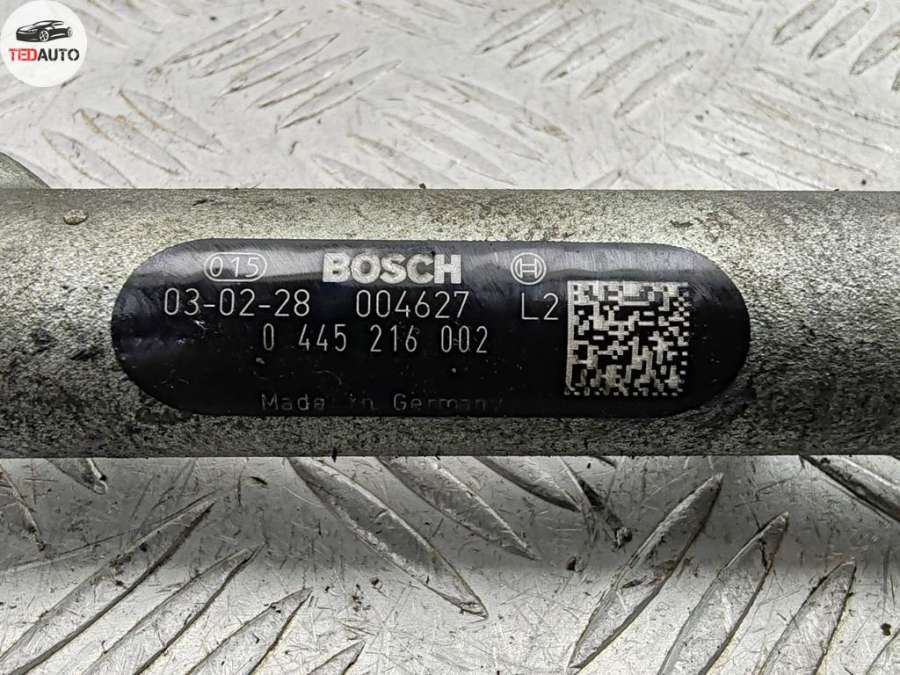 TEDAUTO
015 BOSCH
03-02-28 004627 L2
0 445 216 002
Made in Germany